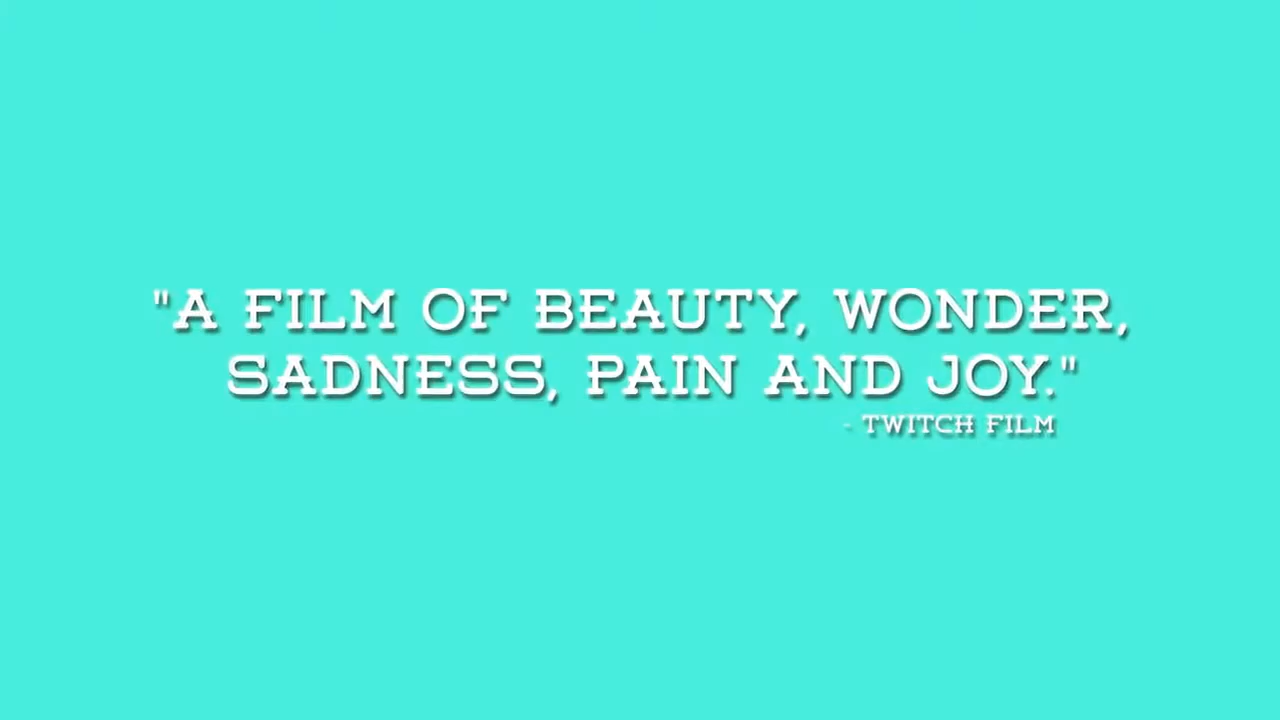 "A FILM OF BEAUTY, WONDER,
SADNESS, PAIN AND JOY."
- TWITCH FILM